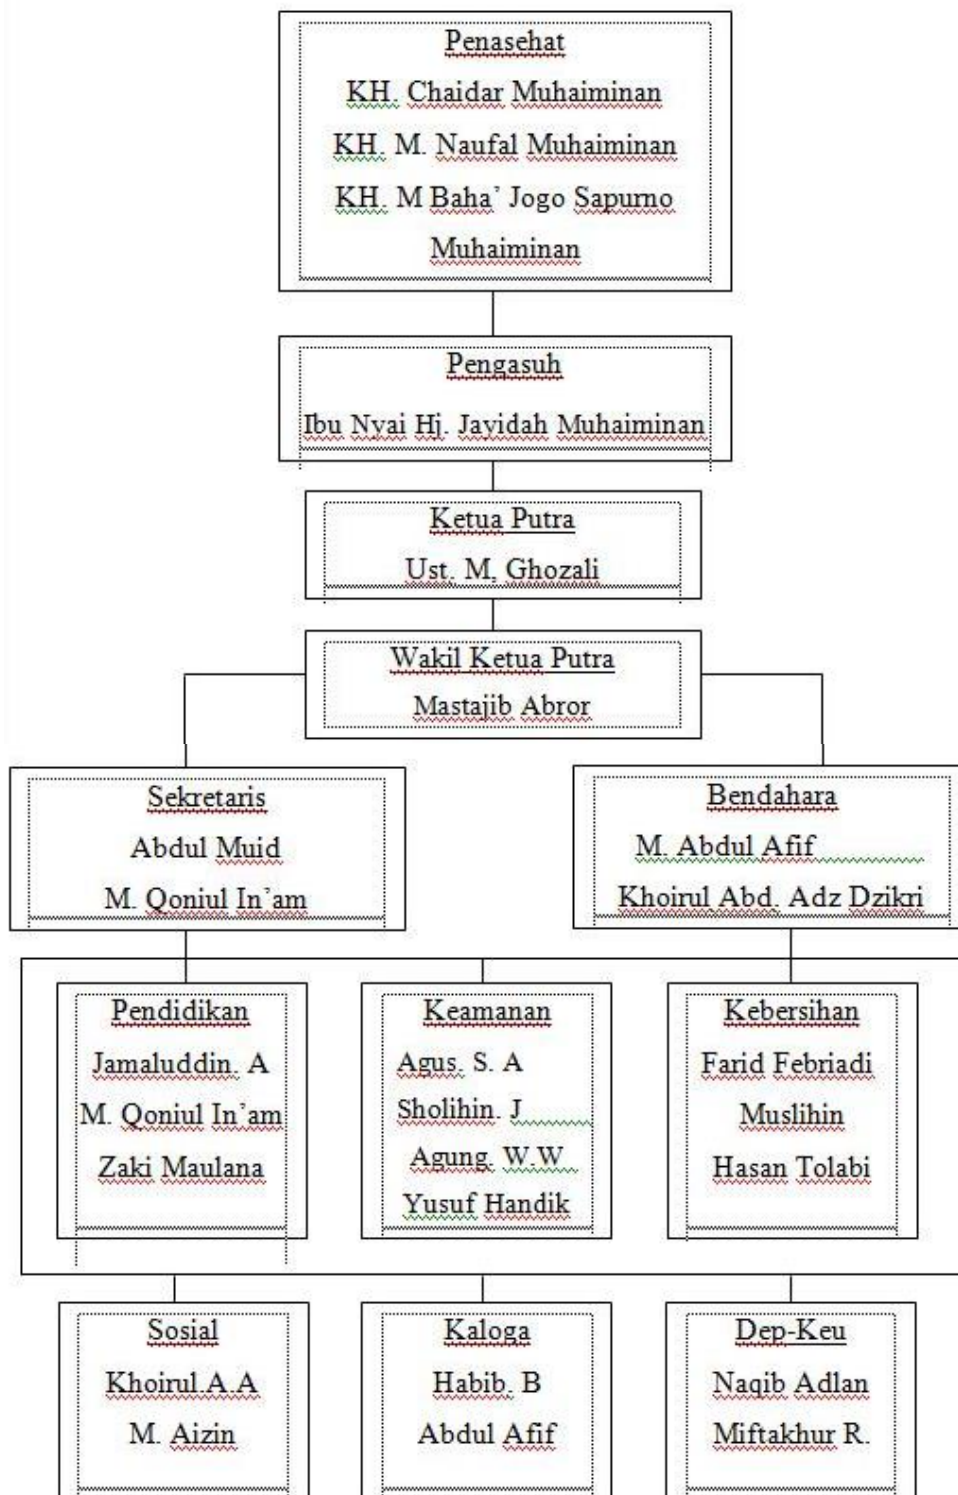 Penasehat
KH. Chaidar Muhaiminan
KH. M. Naufal Muhaiminan
KH. M Baha’ Jogo Sapurno
Muhaiminan
Pengasuh
Ibu Nyai Hj. Jayidah Muhaiminan
Ketua Putra
Ust. M, Ghozali
Wakil Ketua Putra
Mastajib Abror
Sekretaris
Abdul Muid
M. Qoniul In’am
Bendahara
M. Abdul Afif
Khoirul Abd. Adz Dzikri
Pendidikan
Jamaluddin. A
M. Qoniul In’am
Zaki Maulana
Keamanan
Agus. S. A
Sholihin. J
Agung. W.W
Yusuf Handik
Kebersihan
Farid Febriadi
Muslihin
Hasan Tolabi
Sosial
Khoirul.A.A
M. Aizin
Kaloga
Habib. B
Abdul Afif
Dep-Keu
Naqib Adlan
Miftakhur R.